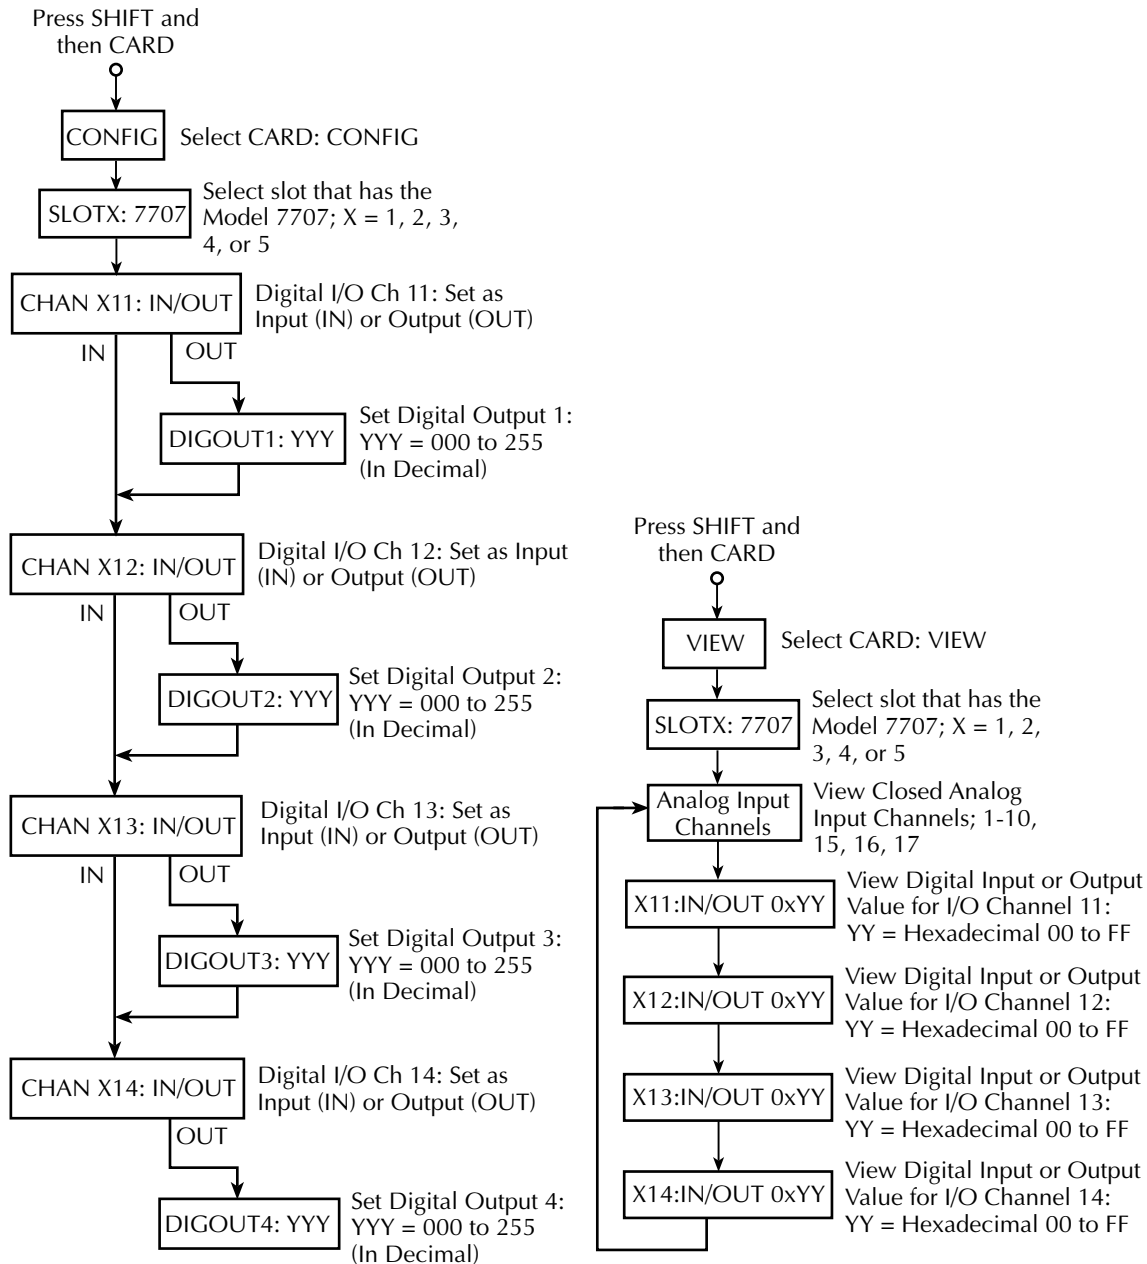 Press SHIFT and
then CARD
CONFIG
Select CARD: CONFIG
SLOTX: 7707
Select slot that has the
Model 7707; X = 1, 2, 3,
4, or 5
CHAN X11: IN/OUT
Digital I/O Ch 11: Set as
Input (IN) or Output (OUT)
IN
OUT
DIGOUT1: YYY
Set Digital Output 1:
YYY = 000 to 255
(In Decimal)
CHAN X12: IN/OUT
Digital I/O Ch 12: Set as Input
(IN) or Output (OUT)
IN
OUT
DIGOUT2: YYY
Set Digital Output 2:
YYY = 000 to 255
(In Decimal)
CHAN X13: IN/OUT
Digital I/O Ch 13: Set as
Input (IN) or Output (OUT)
IN
OUT
DIGOUT3: YYY
Set Digital Output 3:
YYY = 000 to 255
(In Decimal)
CHAN X14: IN/OUT
Digital I/O Ch 14: Set as
Input (IN) or Output (OUT)
OUT
DIGOUT4: YYY
Set Digital Output 4:
YYY = 000 to 255
(In Decimal)
Press SHIFT and
then CARD
VIEW
Select CARD: VIEW
SLOTX: 7707
Select slot that has the
Model 7707; X = 1, 2,
3, 4, or 5
Analog Input
Channels
View Closed Analog
Input Channels; 1-10,
15, 16, 17
X11:IN/OUT 0xYY
View Digital Input or Output
Value for I/O Channel 11:
YY = Hexadecimal 00 to FF
X12:IN/OUT 0xYY
View Digital Input or Output
Value for I/O Channel 12:
YY = Hexadecimal 00 to FF
X13:IN/OUT 0xYY
View Digital Input or Output
Value for I/O Channel 13:
YY = Hexadecimal 00 to FF
X14:IN/OUT 0xYY
View Digital Input or Output
Value for I/O Channel 14:
YY = Hexadecimal 00 to FF